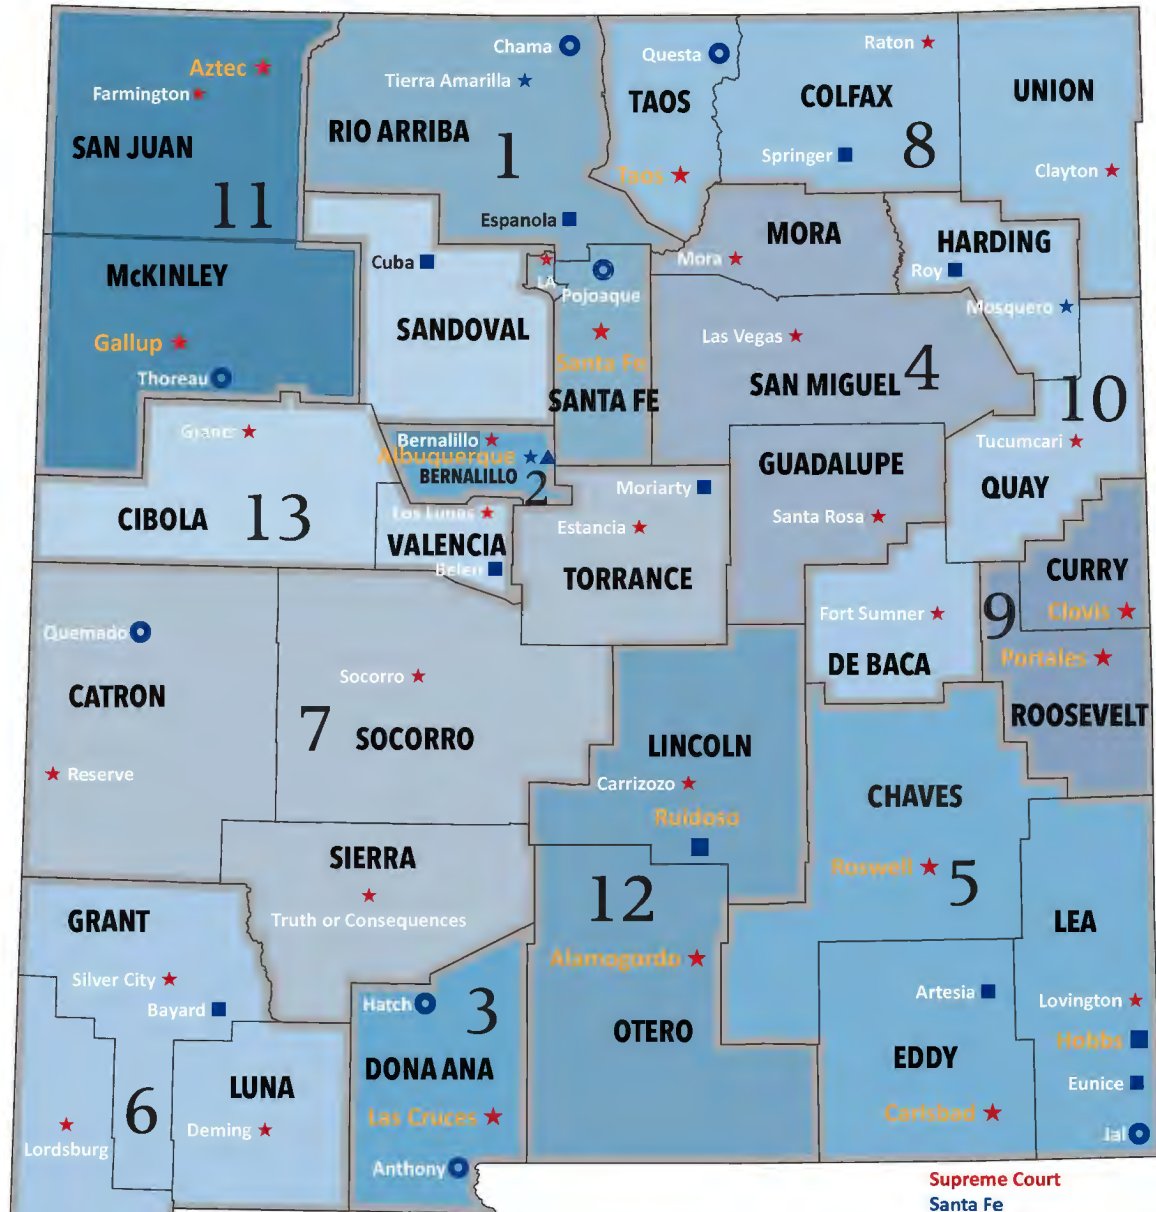 Chama
Questa
Raton
Aztec
Tierra Amarilla
Farmington
TAOS
COLFAX
UNION
RIO ARRIBA
1
8
SAN JUAN
Springer
Taos
Clayton
11
Espanola
MORA
HARDING
Cuba
Mora
LA
Roy
McKINLEY
Pojoaque
Mosquero
SANDOVAL
Las Vegas
Gallup
Santa Fe
4
Thoreau
SAN MIGUEL
SANTA FE
10
Grants
Bernalillo
Tucumcari
Albuquerque
GUADALUPE
BERNALILLO
2
QUAY
Moriarty
CIBOLA
13
Los Lunas
Santa Rosa
Estancia
VALENCIA
Belen
TORRANCE
CURRY
9
Clovis
Fort Sumner
Quemado
DE BACA
Portales
CATRON
Socorro
ROOSEVELT
7
SOCORRO
LINCOLN
Reserve
Carrizozo
CHAVES
Ruidoso
SIERRA
Roswell
5
12
GRANT
Truth or Consequences
LEA
Alamogordo
Silver City
Artesia
Lovington
Bayard
Hatch
3
OTERO
Hobbs
EDDY
DONA ANA
LUNA
Eunice
6
Las Cruces
Carlsbad
Deming
Jal
Lordsburg
Anthony
Supreme Court
Santa Fe